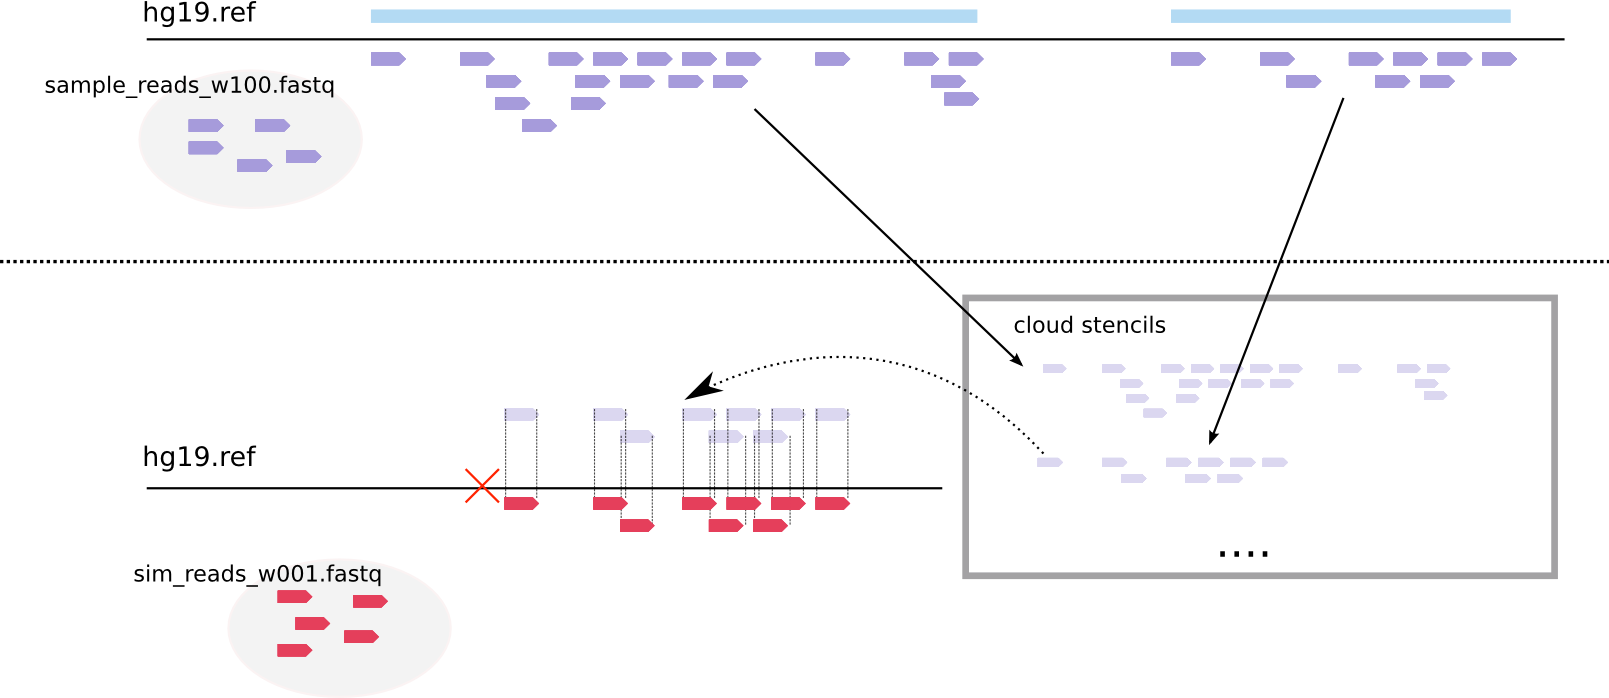 hg19.ref
sample_reads_w100.fastq
cloud stencils
hg19.ref
....
sim_reads_w001.fastq